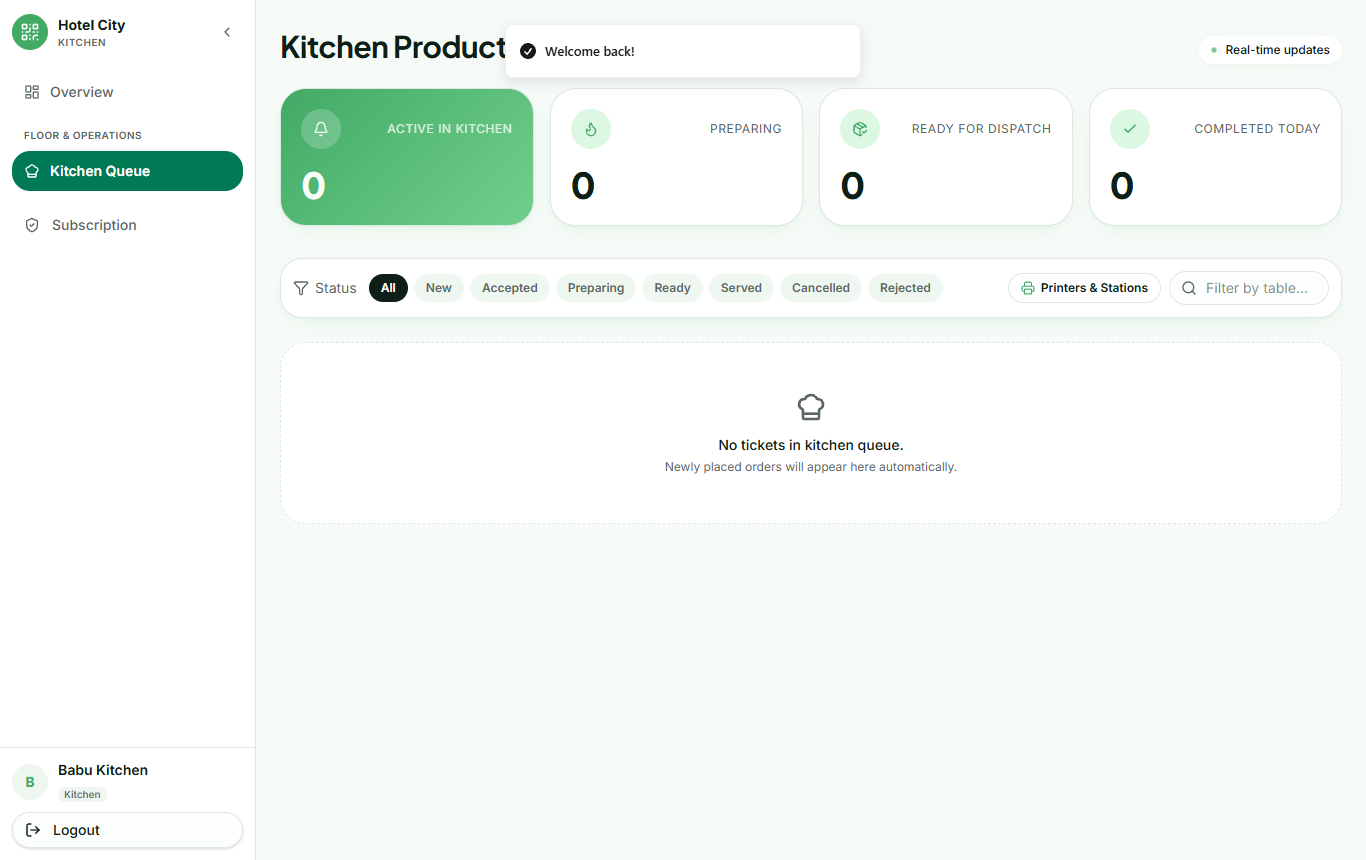 Hotel City
KITCHEN
Overview
FLOOR & OPERATIONS
Kitchen Queue
Subscription
Babu Kitchen
B
Kitchen
Logout
Kitchen Product
Welcome back!
Real-time updates
ACTIVE IN KITCHEN
0
PREPARING
0
READY FOR DISPATCH
0
COMPLETED TODAY
0
Status All New Accepted Preparing Ready Served Cancelled Rejected Printers & Stations Filter by table...
No tickets in kitchen queue.
Newly placed orders will appear here automatically.